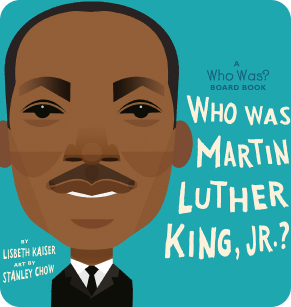 A
Who Was?
BOARD BOOK
WHO WAS
MARTIN
LUTHER
KING, JR.?
BY
LISBETH KAISER
ART BY
STANLEY CHOW